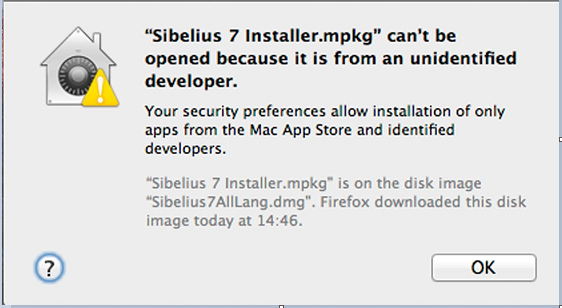 “Sibelius 7 Installer.mpkg” can't be
opened because it is from an unidentified
developer.
Your security preferences allow installation of only
apps from the Mac App Store and identified
developers.
“Sibelius 7 Installer.mpkg” is on the disk image
“Sibelius7AllLang.dmg”. Firefox downloaded this disk
image today at 14:46.
?
OK